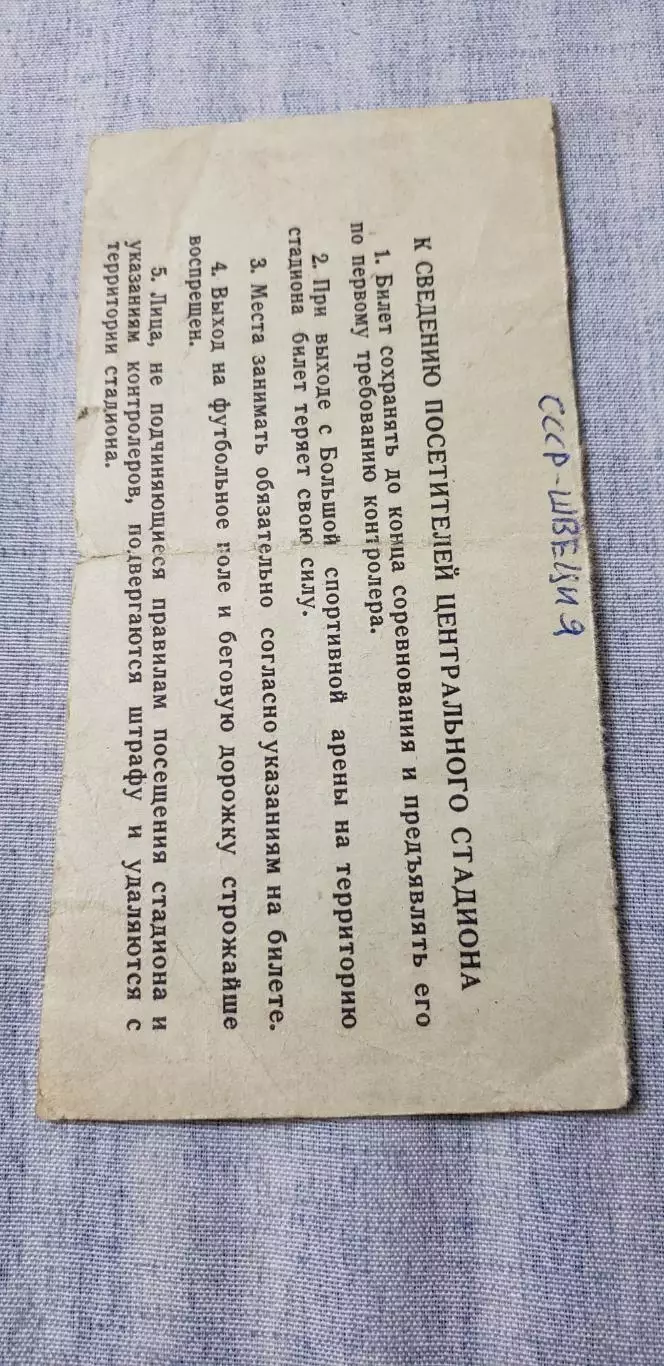 СССР-ШВЕЦИЯ
К СВЕДЕНИЮ ПОСЕТИТЕЛЕЙ ЦЕНТРАЛЬНОГО СТАДИОНА
1. Билет сохранять до конца соревнования и предъявлять его
по первому требованию контролера.
2. При выходе с Большой спортивной арены на территорию
стадиона билет теряет свою силу.
3. Места занимать обязательно согласно указаниям на билете.
4. Выход на футбольное поле и беговую дорожку строжайше
воспрещен.
5. Лица, не подчиняющиеся правилам посещения стадиона и
указаниям контролеров, подвергаются штрафу и удаляются с
территории стадиона.